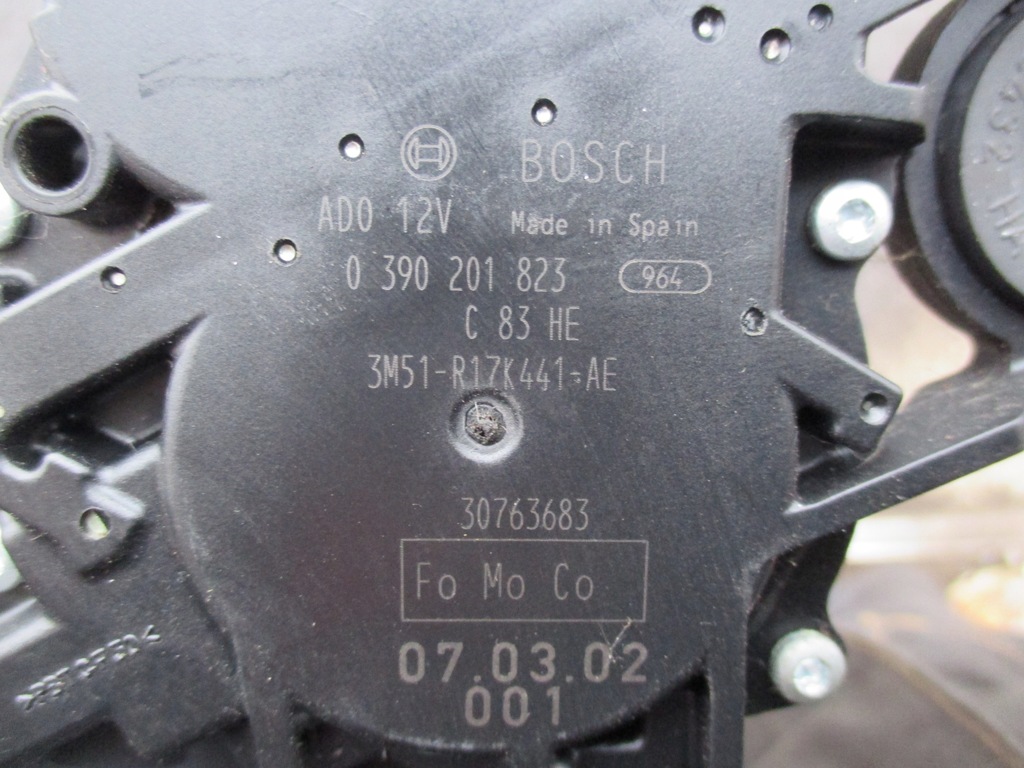 BOSCH
AD0 12V Made in Spain
0 390 201 823 964
C 83 HE
3M51-R17K441-AE
30763683
Fo Mo Co
07.03.02
001